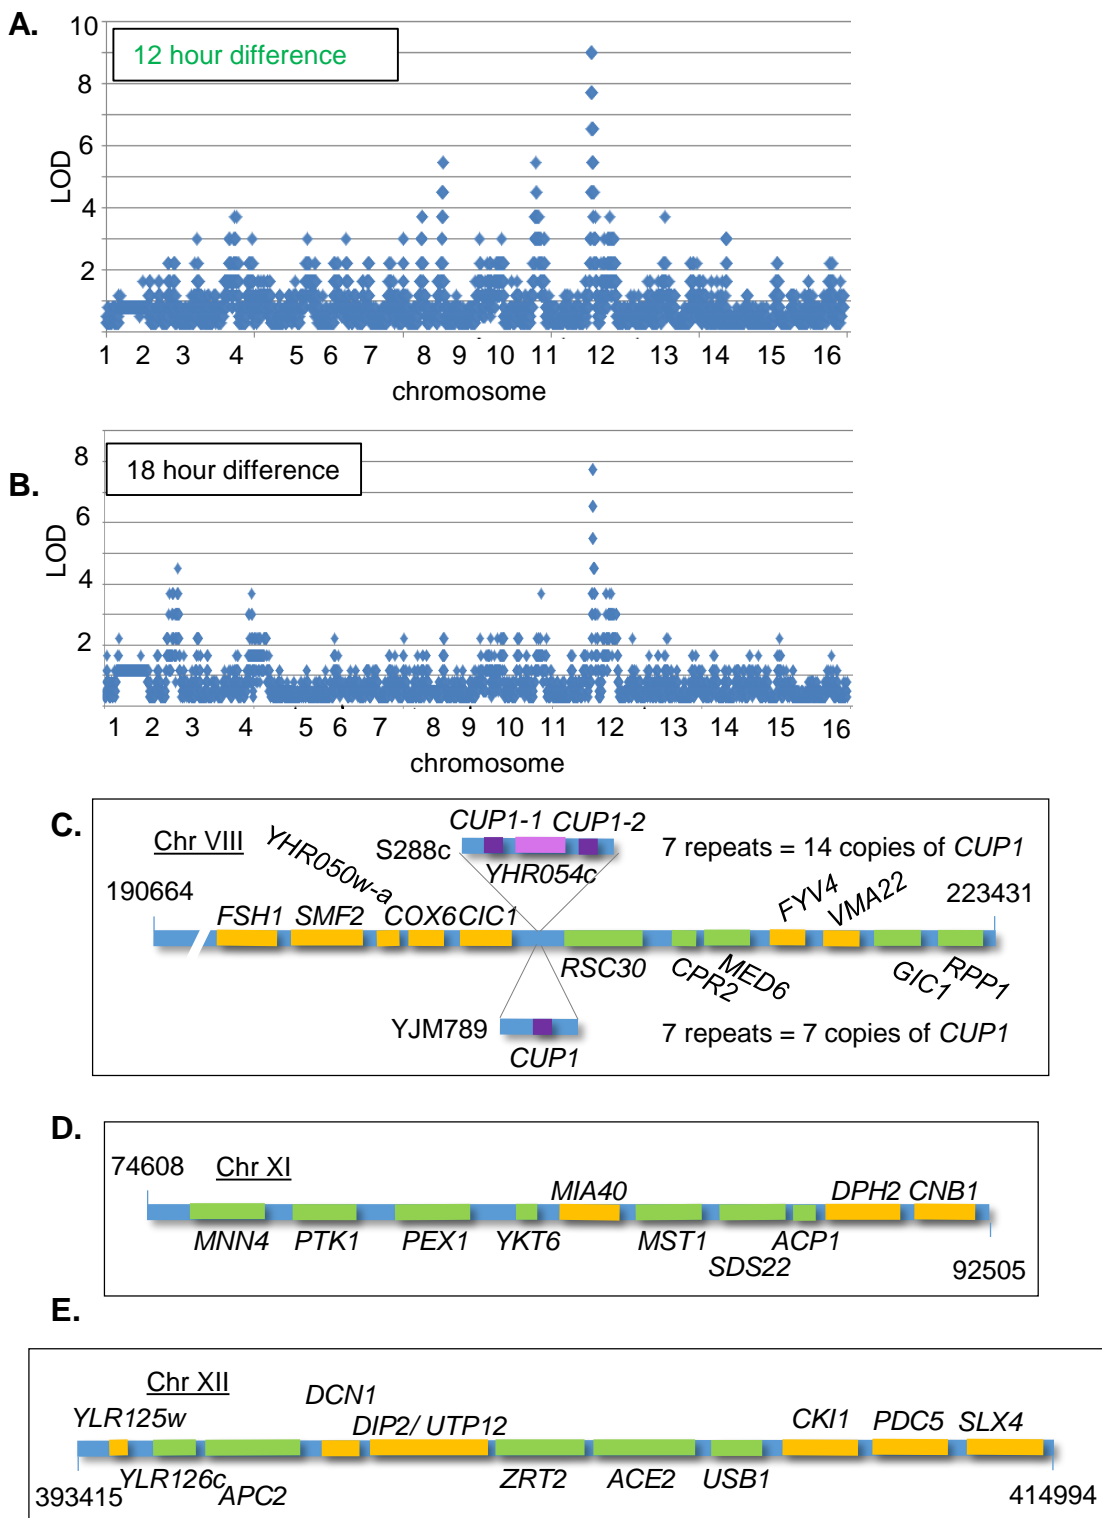 A.
12 hour difference
10
8
6
4
2
LOD
1 2 3 4 5 6 7 8 9 10 11 12 13 14 15 16
chromosome
B.
18 hour difference
8
6
4
2
LOD
1 2 3 4 5 6 7 8 9 10 11 12 13 14 15 16
chromosome
C.
Chr VIII
YHR050w-a
CUP1-1 CUP1-2
S288c
YHR054c
7 repeats = 14 copies of CUP1
190664
223431
FSH1 SMF2 COX6 CIC1
FYV4 VMA22
RSC30 CPR2 MED6 GIC1 RPP1
YJM789
CUP1
7 repeats = 7 copies of CUP1
D.
74608
Chr XI
MIA40 DPH2 CNB1
MNN4 PTK1 PEX1 YKT6 MST1 SDS22 ACP1
92505
E.
Chr XII
YLR125w DCN1 DIP2/ UTP12 CKI1 PDC5 SLX4
YLR126c APC2 ZRT2 ACE2 USB1
393415
414994